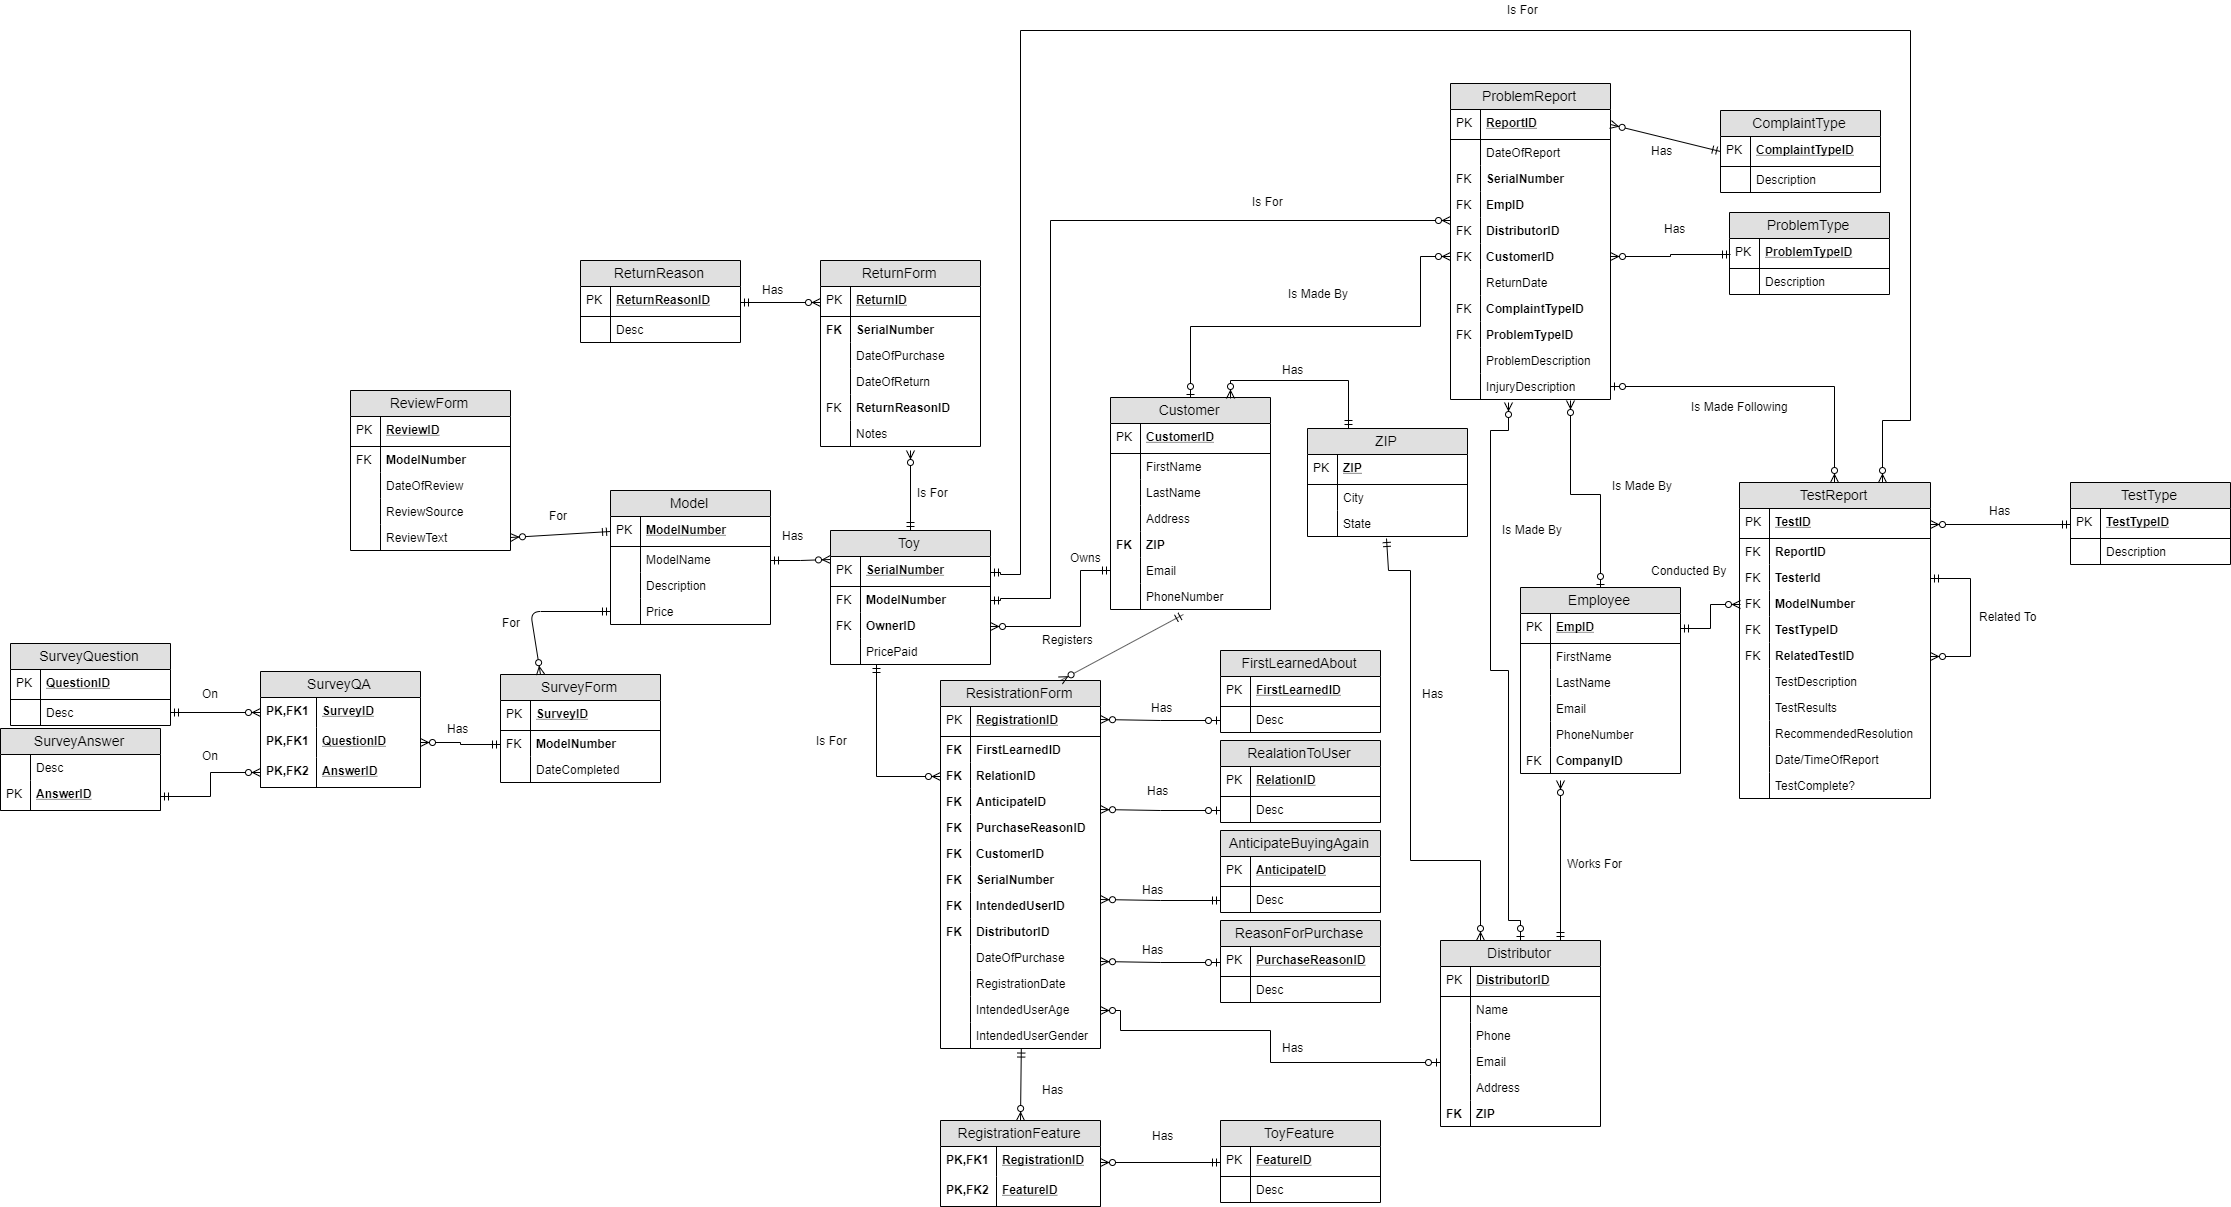 Is For
ProblemReport
PK ReportID
DateOfReport
FK SerialNumber
FK EmpID
FK DistributorID
FK CustomerID
ReturnDate
FK ComplaintTypeID
FK ProblemTypeID
ProblemDescription
InjuryDescription
Has
ComplaintType
PK ComplaintTypeID
Description
Has
ProblemType
PK ProblemTypeID
Description
Is For
Is Made By
ReturnReason
PK ReturnReasonID
Desc
Has
ReturnForm
PK ReturnID
FK SerialNumber
DateOfPurchase
DateOfReturn
FK ReturnReasonID
Notes
Is For
ReviewForm
PK ReviewID
FK ModelNumber
DateOfReview
ReviewSource
ReviewText
For
Model
PK ModelNumber
ModelName
Description
Price
Has
Toy
PK SerialNumber
FK ModelNumber
FK OwnerID
PricePaid
Owns
Registers
Customer
PK CustomerID
FirstName
LastName
Address
FK ZIP
Email
PhoneNumber
Has
ZIP
PK ZIP
City
State
Is Made Following
Is Made By
Is Made By
TestReport
PK TestID
FK ReportID
FK TesterId
FK ModelNumber
FK TestTypeID
FK RelatedTestID
TestDescription
TestResults
RecommendedResolution
Date/TimeOfReport
TestComplete?
Has
TestType
PK TestTypeID
Description
Related To
Conducted By
Employee
PK EmpID
FirstName
LastName
Email
PhoneNumber
FK CompanyID
Works For
Has
For
SurveyQuestion
PK QuestionID
Desc
On
SurveyAnswer
Desc
PK AnswerID
On
SurveyQA
PK,FK1 SurveyID
PK,FK1 QuestionID
PK,FK2 AnswerID
Has
SurveyForm
PK SurveyID
FK ModelNumber
DateCompleted
Is For
ResistrationForm
PK RegistrationID
FK FirstLearnedID
FK RelationID
FK AnticipateID
FK PurchaseReasonID
FK CustomerID
FK SerialNumber
FK IntendedUserID
FK DistributorID
DateOfPurchase
RegistrationDate
IntendedUserAge
IntendedUserGender
Has
FirstLearnedAbout
PK FirstLearnedID
Desc
Has
RealationToUser
PK RelationID
Desc
Has
AnticipateBuyingAgain
PK AnticipateID
Desc
Has
ReasonForPurchase
PK PurchaseReasonID
Desc
Has
Distributor
PK DistributorID
Name
Phone
Email
Address
FK ZIP
Has
RegistrationFeature
PK,FK1 RegistrationID
PK,FK2 FeatureID
Has
ToyFeature
PK FeatureID
Desc